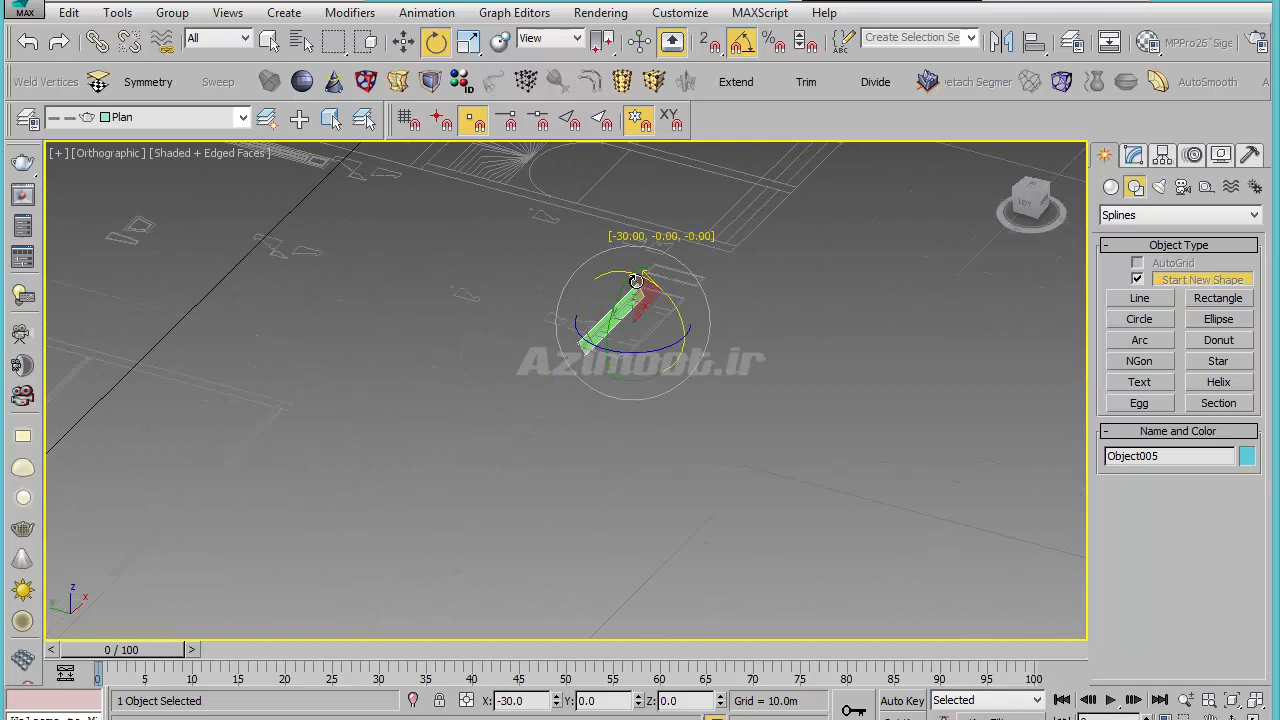 MAX
Edit Tools Group Views Create Modifiers Animation Graph Editors Rendering Customize MAXScript Help
All View Create Selection Se MPPro26
Weld Vertices Symmetry Sweep ID Extend Trim Divide etach Segmer AutoSmooth
Plan XY
[+] [Orthographic] [Shaded + Edged Faces]
Splines
[-30.00, -0.00, -0.00]
- Object Type
AutoGrid
Start New Shape
Line Rectangle
Circle Ellipse
Arc Donut
NGon Star
Text Helix
Egg Section
- Name and Color
Object005
Azimoot.ir
z
y x
< 0 / 100 >
0 5 10 15 20 25 30 35 40 45 50 55 60 65 70 75 80 85 90 95 100
1 Object Selected X: -30.0 Y: 0.0 Z: 0.0 Grid = 10.0m Auto Key Selected